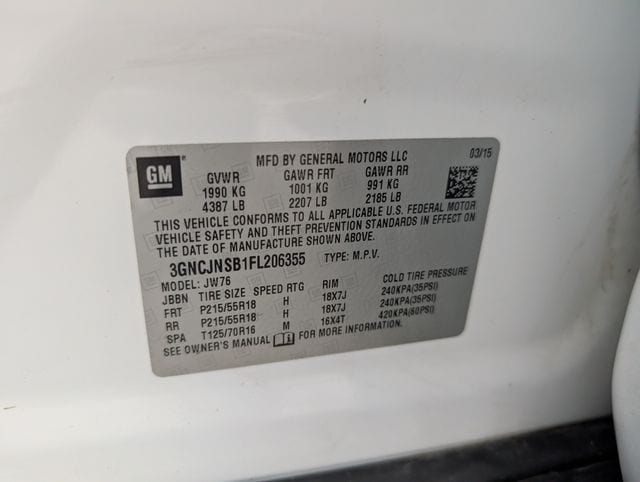 GM
MFD BY GENERAL MOTORS LLC 03/15
GVWR GAWR FRT GAWR RR
1990 KG 1001 KG 991 KG
4387 LB 2207 LB 2185 LB
THIS VEHICLE CONFORMS TO ALL APPLICABLE U.S. FEDERAL MOTOR
VEHICLE SAFETY AND THEFT PREVENTION STANDARDS IN EFFECT ON
THE DATE OF MANUFACTURE SHOWN ABOVE.
3GNCJNSB1FL206355 TYPE: M.P.V.
MODEL: JW76
JBBN TIRE SIZE SPEED RTG RIM COLD TIRE PRESSURE
FRT P215/55R18 H 18X7J 240KPA(35PSI)
RR P215/55R18 H 18X7J 240KPA(35PSI)
SPA T125/70R16 M 16X4T 420KPA(60PSI)
SEE OWNER'S MANUAL FOR MORE INFORMATION